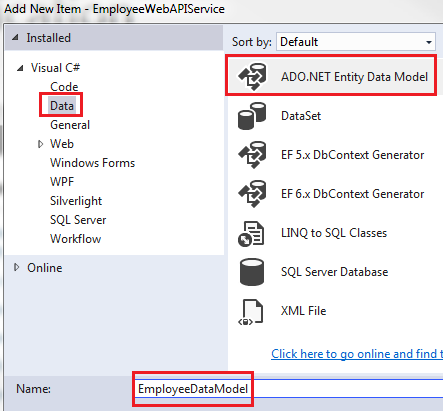 Add New Item - EmployeeWebAPIService
Installed
Sort by: Default
Visual C#
Code
Data
General
Web
Windows Forms
WPF
Silverlight
SQL Server
Workflow
Online
ADO.NET Entity Data Model
DataSet
EF 5.x DbContext Generator
EF 6.x DbContext Generator
LINQ to SQL Classes
SQL Server Database
XML File
Click here to go online and find t
Name: EmployeeDataModel